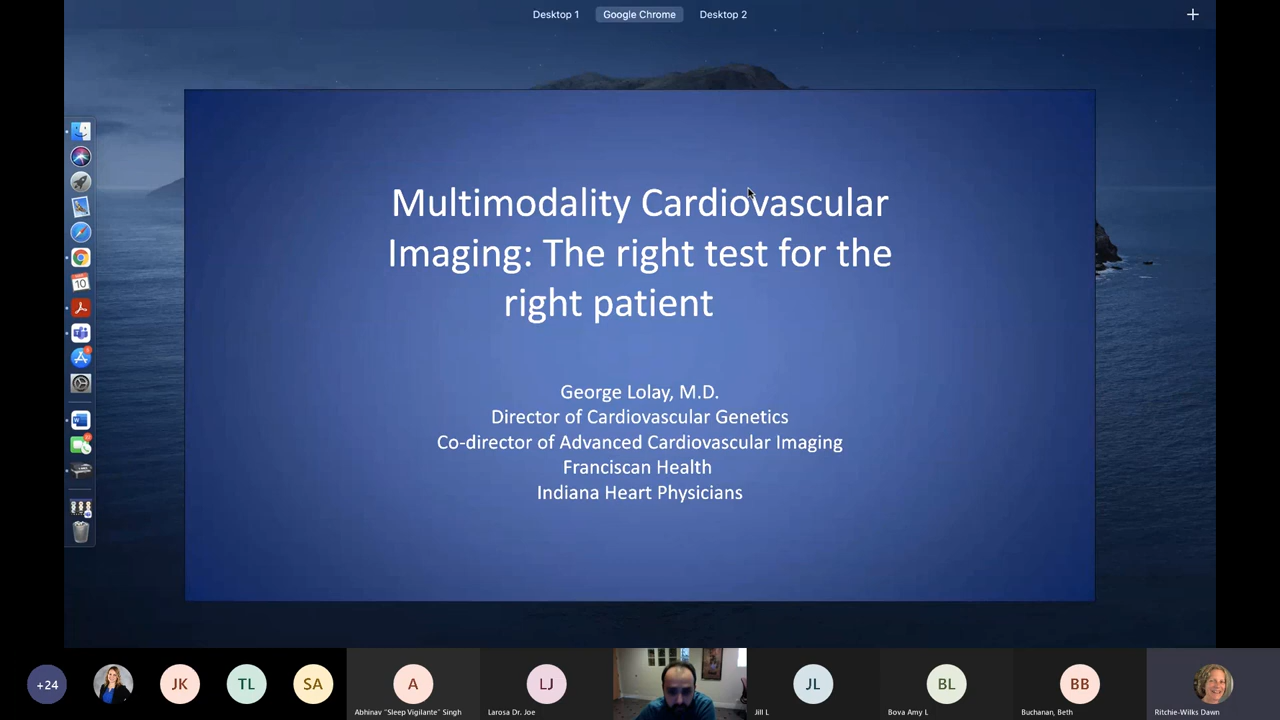 Desktop 1
Google Chrome
Desktop 2
Multimodality Cardiovascular
Imaging: The right test for the
right patient
George Lolay, M.D.
Director of Cardiovascular Genetics
Co-director of Advanced Cardiovascular Imaging
Franciscan Health
Indiana Heart Physicians
10
+24
JK
TL
SA
A
LJ
JL
BL
BB
Abhinav "Sleep Vigilante" Singh
Larosa Dr. Joe
Jill L
Bova Amy L
Buchanan, Beth
Ritchie-Wilks Dawn